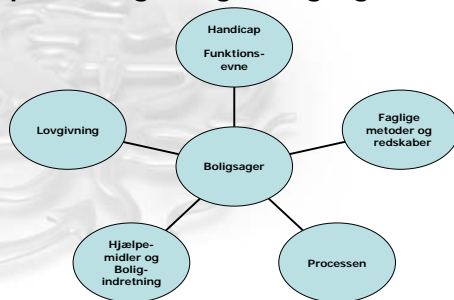 Handicap
Funktions-
evne
Lovgivning
Faglige
metoder og
redskaber
Boligsager
Hjælpe-
midler og
Bolig-
indretning
Processen